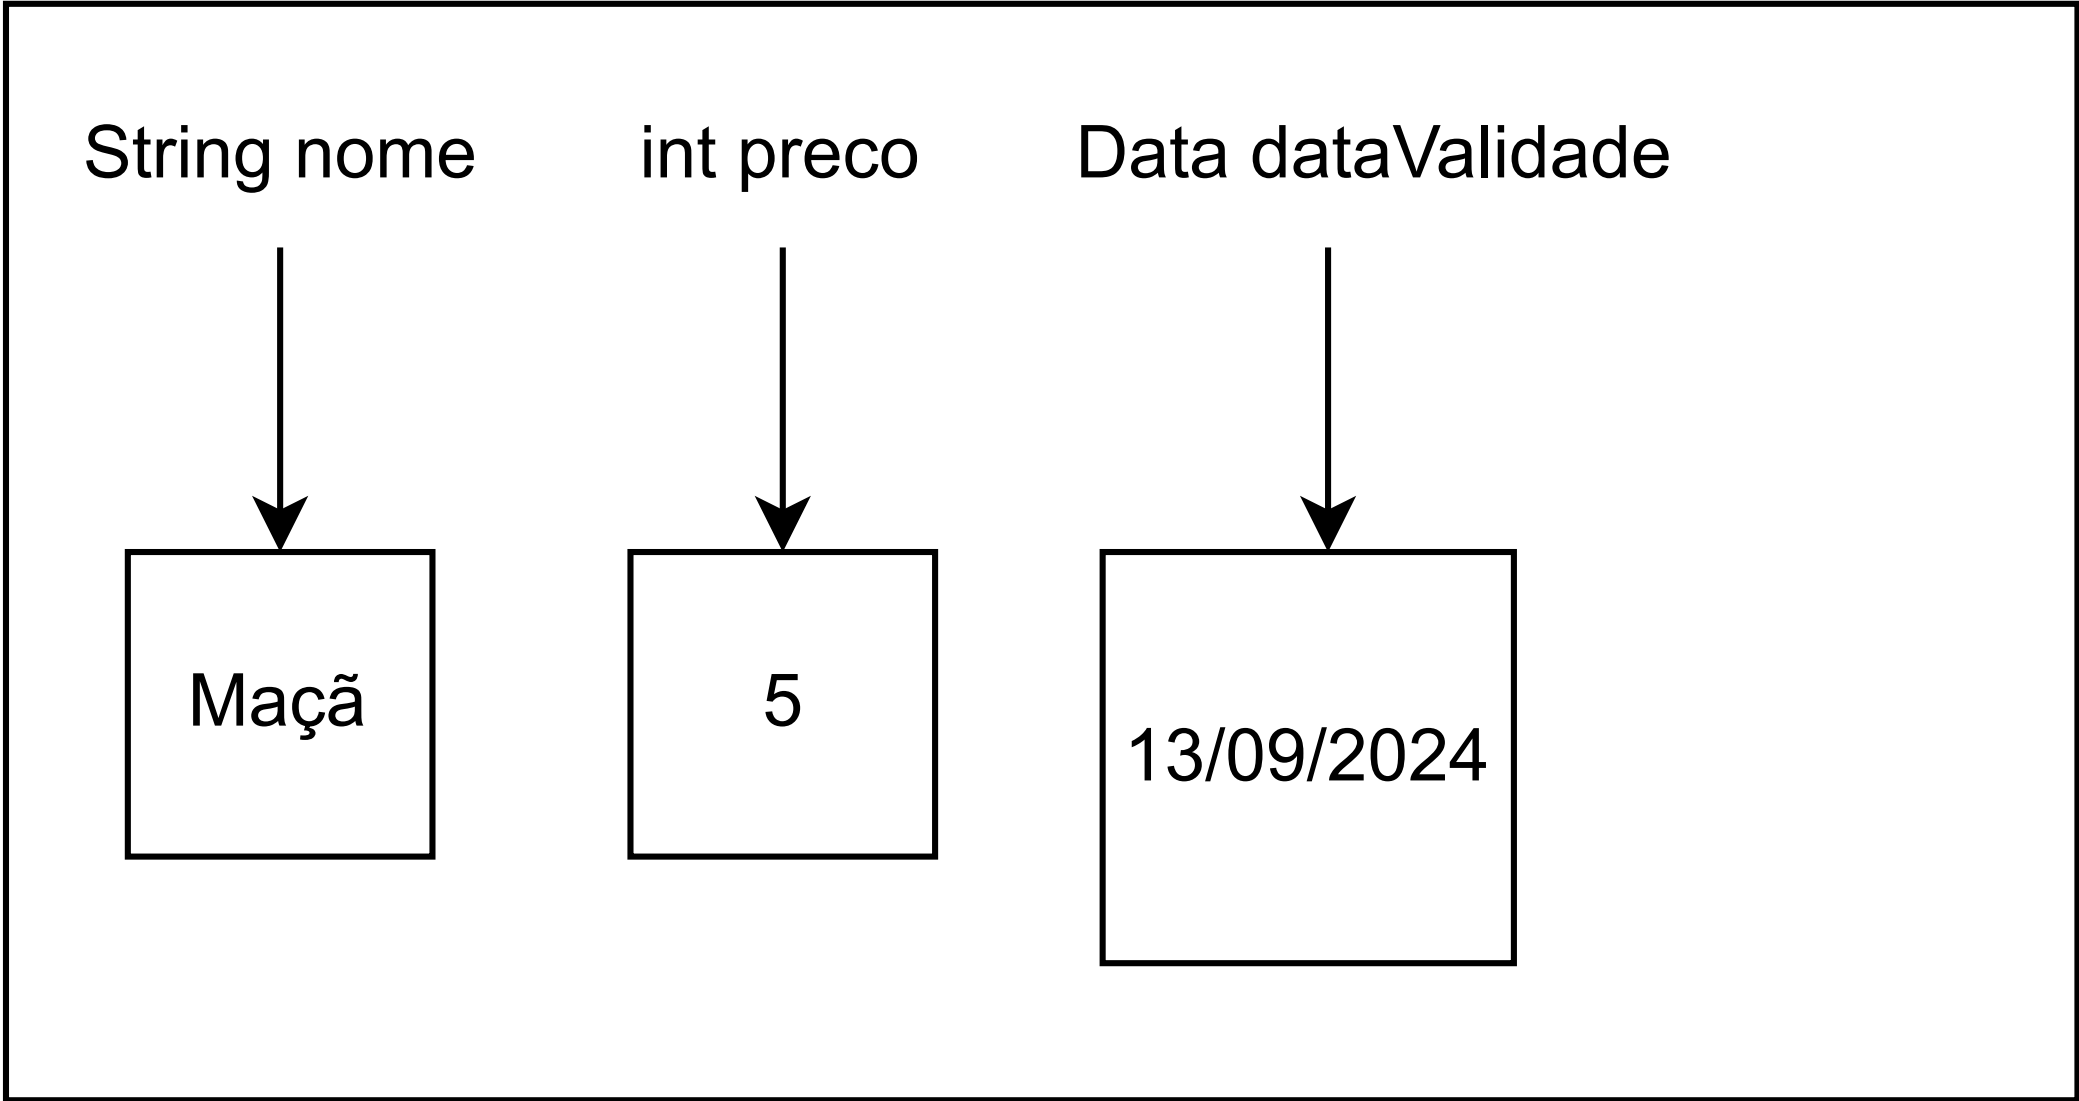 String nome
int preco
Data dataValidade
Maçã
5
13/09/2024